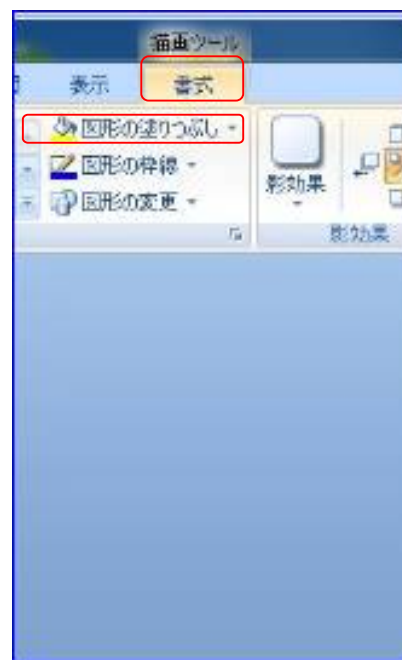 描画ツール
表示 書式
図形の塗りつぶし
図形の枠線
図形の変更
影効果
影効果